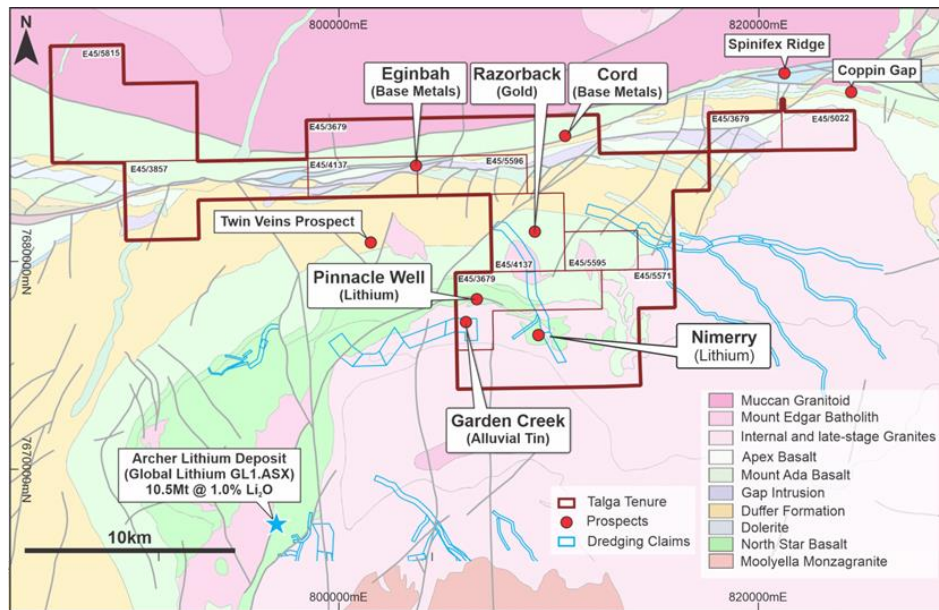 800000mE
820000mE
N
E45/5815
Spinifex Ridge
Eginbah
(Base Metals)
Razorback
(Gold)
Cord
(Base Metals)
Coppin Gap
E45/3679
E45/3679
E45/5022
E45/3857
E45/4137
E45/5596
Twin Veins Prospect
7680900mN
E45/4137
E45/5595
E45/5571
E45/3679
Pinnacle Well
(Lithium)
Nimerry
(Lithium)
Garden Creek
(Alluvial Tin)
7670000mN
Archer Lithium Deposit
(Global Lithium GL1.ASX)
10.5Mt @ 1.0% Li₂O
10km
Talga Tenure
Prospects
Dredging Claims
Muccan Granitoid
Mount Edgar Batholith
Internal and late-stage Granites
Apex Basalt
Mount Ada Basalt
Gap Intrusion
Duffer Formation
Dolerite
North Star Basalt
Moolyella Monzagranite
800000mE
820000mE